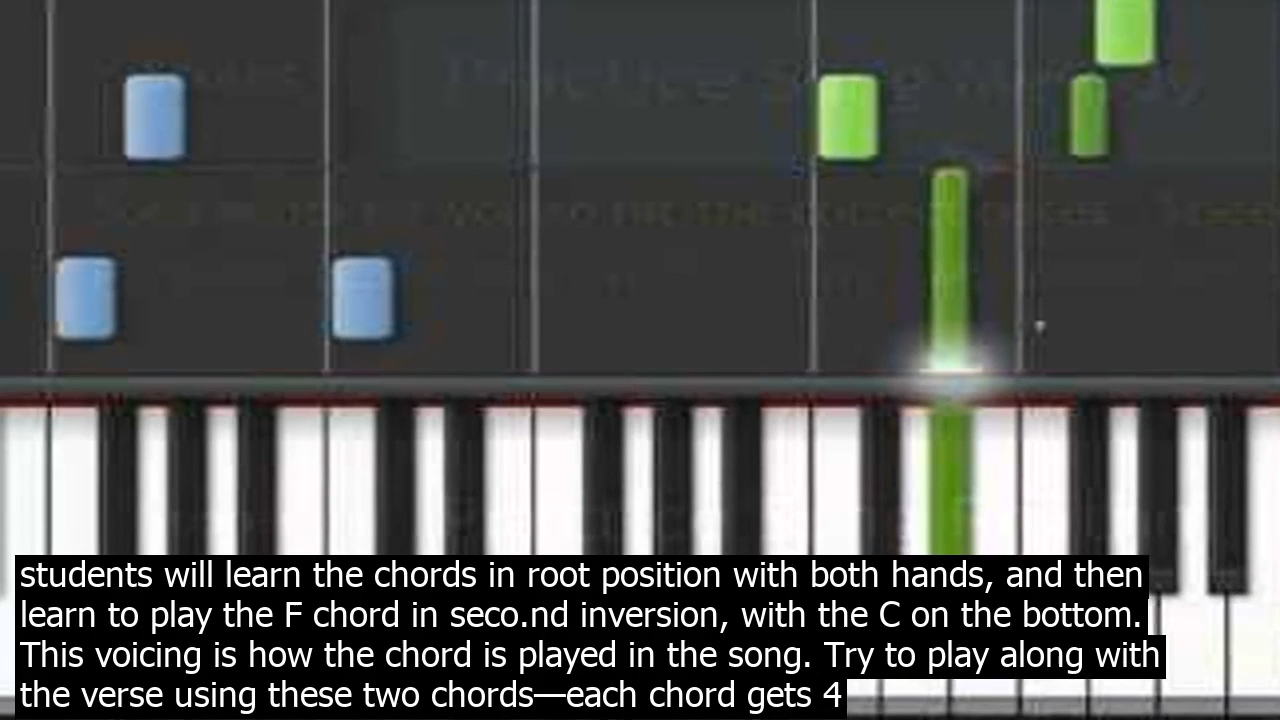 students will learn the chords in root position with both hands, and then
learn to play the F chord in seco.nd inversion, with the C on the bottom.
This voicing is how the chord is played in the song. Try to play along with
the verse using these two chords—each chord gets 4